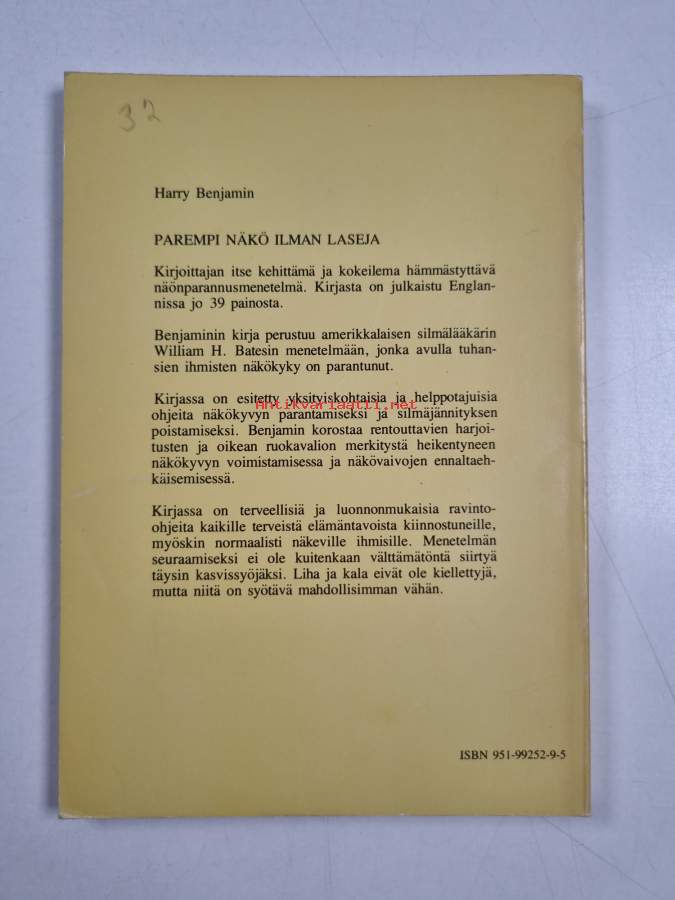 32
Harry Benjamin
PAREMPI NÄKÖ ILMAN LASEJA
Kirjoittajan itse kehittämä ja kokeilema hämmästyttävä
näönparannusmenetelmä. Kirjasta on julkaistu Englan-
nissa jo 39 painosta.
Benjaminin kirja perustuu amerikkalaisen silmälääkärin
William H. Batesin menetelmään, jonka avulla tuhan-
sien ihmisten näkökyky on parantunut.
Kirjassa on esitetty yksityiskohtaisia ja helppotajuisia
Antikvariaatti.net
ohjeita näkökyvyn parantamiseksi ja silmäjännityksen
poistamiseksi. Benjamin korostaa rentouttavien harjoi-
tusten ja oikean ruokavalion merkitystä heikentyneen
näkökyvyn voimistamisessa ja näkövaivojen ennaltaeh-
käisemisessä.
Kirjassa on terveellisiä ja luonnonmukaisia ravinto-
ohjeita kaikille terveistä elämäntavoista kiinnostuneille,
myöskin normaalisti näkeville ihmisille. Menetelmän
seuraamiseksi ei ole kuitenkaan välttämätöntä siirtyä
täysin kasvissyöjäksi. Liha ja kala eivät ole kiellettyjä,
mutta niitä on syötävä mahdollisimman vähän.
ISBN 951-99252-9-5